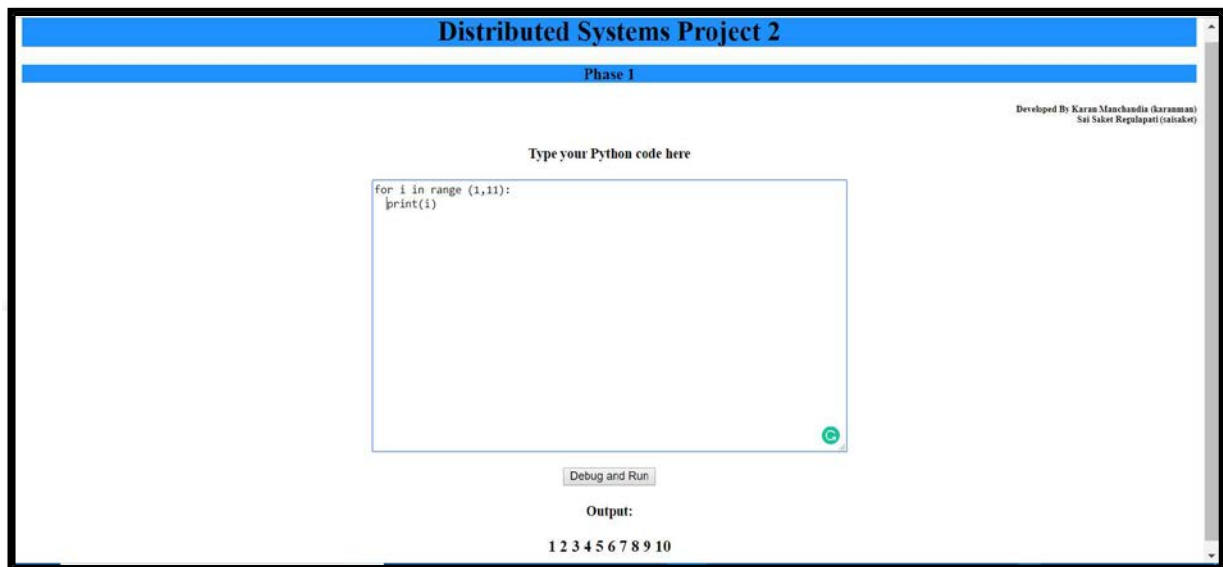 Distributed Systems Project 2
Phase 1
Developed By Karan Manchandia (karanman)
Sai Saket Regulapati (saisaket)
Type your Python code here
for i in range (1,11):
  print(i)
Debug and Run
Output:
1 2 3 4 5 6 7 8 9 10